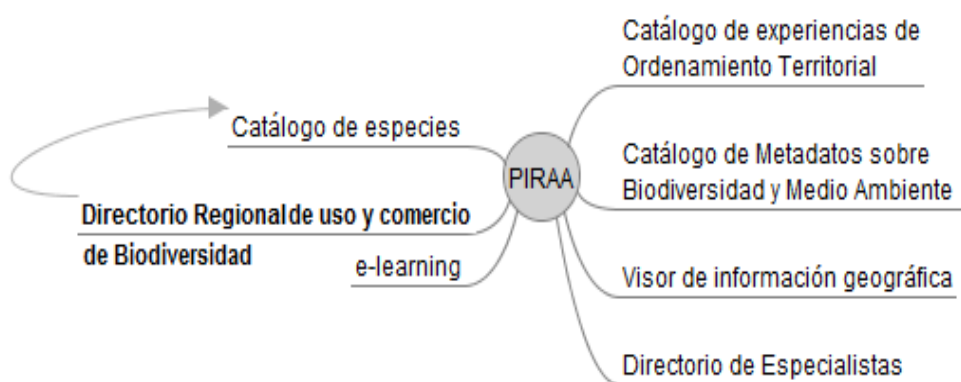 Catálogo de especies
Directorio Regional de uso y comercio
de Biodiversidad
e-learning
PIRAA
Catálogo de experiencias de
Ordenamiento Territorial
Catálogo de Metadatos sobre
Biodiversidad y Medio Ambiente
Visor de información geográfica
Directorio de Especialistas